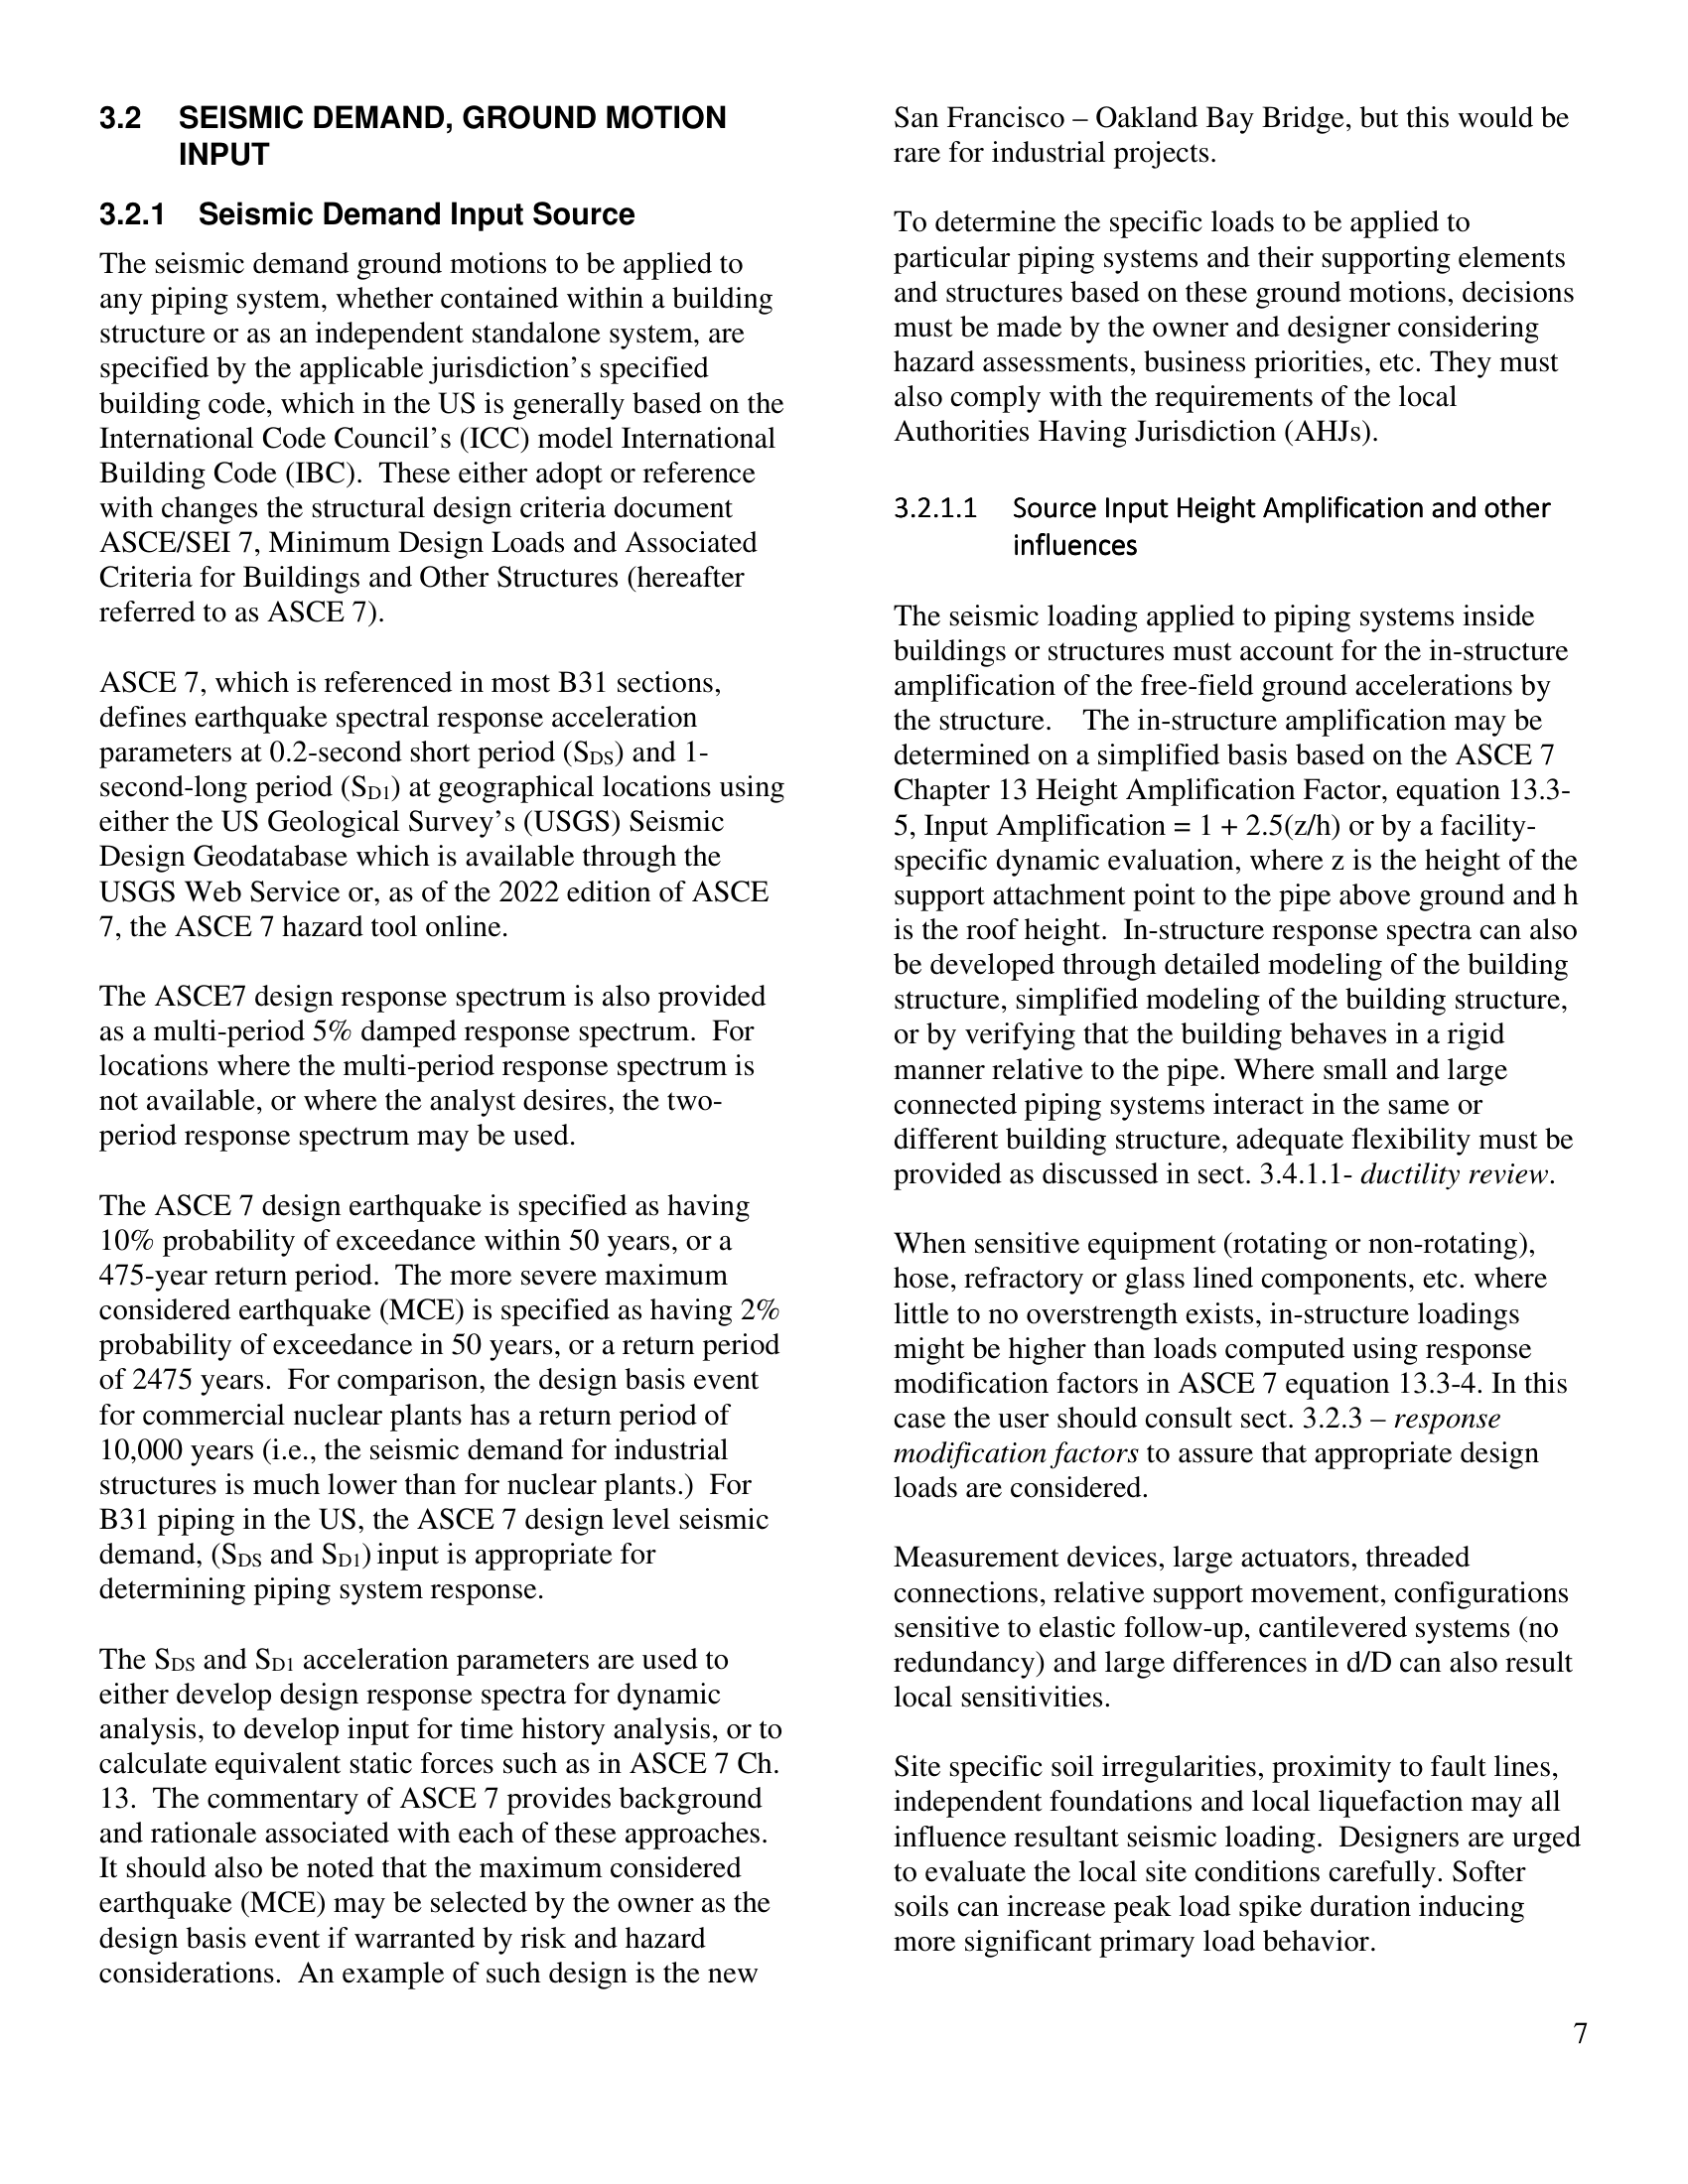 3.2 SEISMIC DEMAND, GROUND MOTION
INPUT
3.2.1 Seismic Demand Input Source
The seismic demand ground motions to be applied to
any piping system, whether contained within a building
structure or as an independent standalone system, are
specified by the applicable jurisdiction’s specified
building code, which in the US is generally based on the
International Code Council’s (ICC) model International
Building Code (IBC).  These either adopt or reference
with changes the structural design criteria document
ASCE/SEI 7, Minimum Design Loads and Associated
Criteria for Buildings and Other Structures (hereafter
referred to as ASCE 7).
ASCE 7, which is referenced in most B31 sections,
defines earthquake spectral response acceleration
parameters at 0.2-second short period (SDS) and 1-
second-long period (SD1) at geographical locations using
either the US Geological Survey’s (USGS) Seismic
Design Geodatabase which is available through the
USGS Web Service or, as of the 2022 edition of ASCE
7, the ASCE 7 hazard tool online.
The ASCE7 design response spectrum is also provided
as a multi-period 5% damped response spectrum.  For
locations where the multi-period response spectrum is
not available, or where the analyst desires, the two-
period response spectrum may be used.
The ASCE 7 design earthquake is specified as having
10% probability of exceedance within 50 years, or a
475-year return period.  The more severe maximum
considered earthquake (MCE) is specified as having 2%
probability of exceedance in 50 years, or a return period
of 2475 years.  For comparison, the design basis event
for commercial nuclear plants has a return period of
10,000 years (i.e., the seismic demand for industrial
structures is much lower than for nuclear plants.)  For
B31 piping in the US, the ASCE 7 design level seismic
demand, (SDS and SD1) input is appropriate for
determining piping system response.
The SDS and SD1 acceleration parameters are used to
either develop design response spectra for dynamic
analysis, to develop input for time history analysis, or to
calculate equivalent static forces such as in ASCE 7 Ch.
13.  The commentary of ASCE 7 provides background
and rationale associated with each of these approaches.
It should also be noted that the maximum considered
earthquake (MCE) may be selected by the owner as the
design basis event if warranted by risk and hazard
considerations.  An example of such design is the new
San Francisco – Oakland Bay Bridge, but this would be
rare for industrial projects.
To determine the specific loads to be applied to
particular piping systems and their supporting elements
and structures based on these ground motions, decisions
must be made by the owner and designer considering
hazard assessments, business priorities, etc. They must
also comply with the requirements of the local
Authorities Having Jurisdiction (AHJs).
3.2.1.1 Source Input Height Amplification and other
influences
The seismic loading applied to piping systems inside
buildings or structures must account for the in-structure
amplification of the free-field ground accelerations by
the structure.    The in-structure amplification may be
determined on a simplified basis based on the ASCE 7
Chapter 13 Height Amplification Factor, equation 13.3-
5, Input Amplification = 1 + 2.5(z/h) or by a facility-
specific dynamic evaluation, where z is the height of the
support attachment point to the pipe above ground and h
is the roof height.  In-structure response spectra can also
be developed through detailed modeling of the building
structure, simplified modeling of the building structure,
or by verifying that the building behaves in a rigid
manner relative to the pipe. Where small and large
connected piping systems interact in the same or
different building structure, adequate flexibility must be
provided as discussed in sect. 3.4.1.1- ductility review.
When sensitive equipment (rotating or non-rotating),
hose, refractory or glass lined components, etc. where
little to no overstrength exists, in-structure loadings
might be higher than loads computed using response
modification factors in ASCE 7 equation 13.3-4. In this
case the user should consult sect. 3.2.3 – response
modification factors to assure that appropriate design
loads are considered.
Measurement devices, large actuators, threaded
connections, relative support movement, configurations
sensitive to elastic follow-up, cantilevered systems (no
redundancy) and large differences in d/D can also result
local sensitivities.
Site specific soil irregularities, proximity to fault lines,
independent foundations and local liquefaction may all
influence resultant seismic loading.  Designers are urged
to evaluate the local site conditions carefully. Softer
soils can increase peak load spike duration inducing
more significant primary load behavior.
7